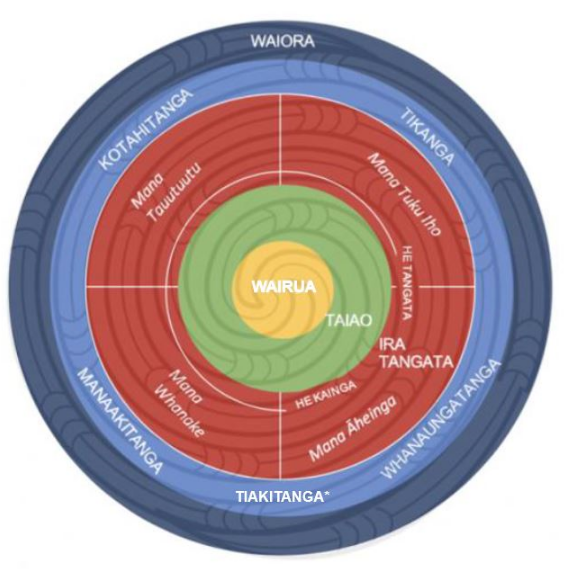 WAIORA
KOTAHITANGA
TIKANGA
Mana
Tauutuutu
Mana Tuku Iho
HE TANGATA
WAIRUA
TAIAO
IRA
TANGATA
HE KAINGA
Mana
Whanake
Mana Āheinga
MANAAKITANGA
WHANAUNGATANGA
TIAKITANGA*